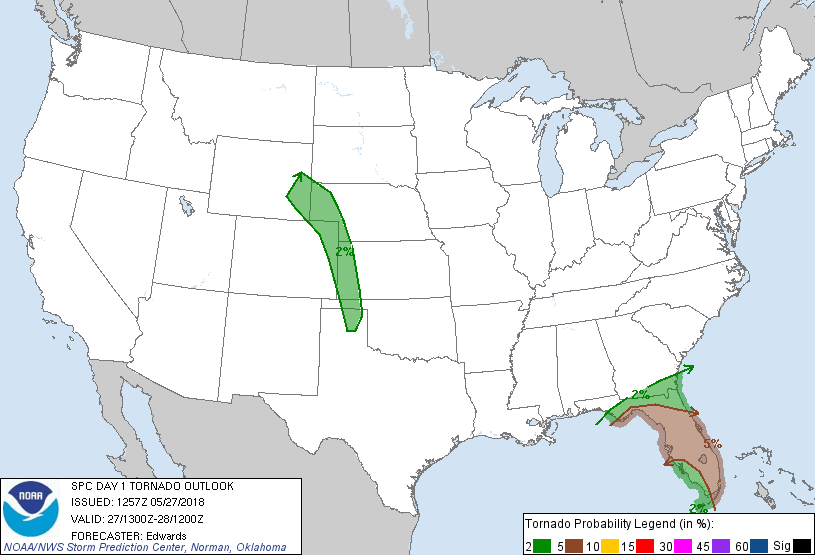 2%
2%
5%
2%
NOAA
SPC DAY 1 TORNADO OUTLOOK
ISSUED: 1257Z 05/27/2018
VALID: 27/1300Z-28/1200Z
FORECASTER: Edwards
NOAA/NWS Storm Prediction Center, Norman, Oklahoma
Tornado Probability Legend (in %):
2 5 10 15 30 45 60 Sig